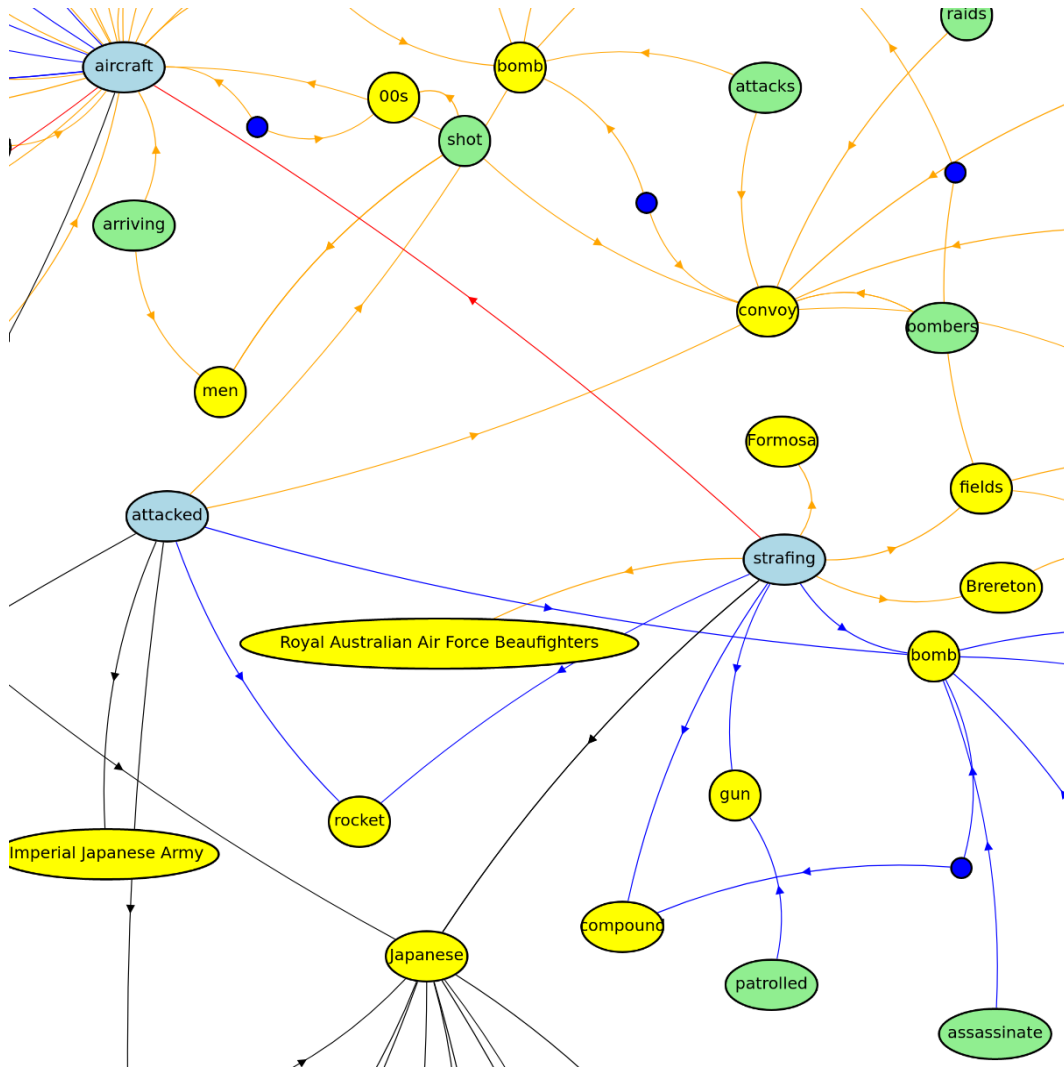 raids
aircraft
bomb
attacks
00s
shot
arriving
convoy
bombers
men
Formosa
fields
attacked
strafing
Brereton
Royal Australian Air Force Beaufighters
bomb
gun
rocket
Imperial Japanese Army
compound
Japanese
patrolled
assassinate